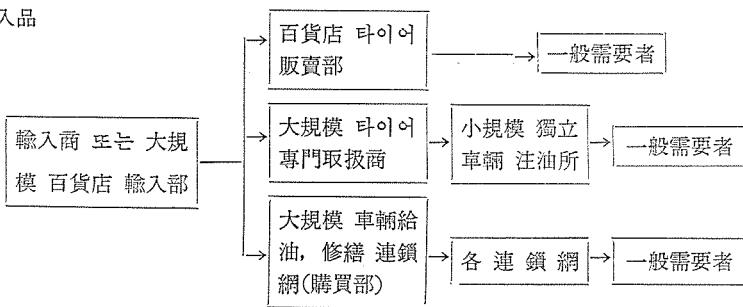 入品
百貨店 타이어
販賣部
一般需要者
輸入商 또는 大規
模 百貨店 輸入部
大規模 타이어
專門取扱商
小規模 獨立
車輛 注油所
一般需要者
大規模 車輛給
油, 修繕 連鎖
網(購買部)
各 連 鎖 網
一般需要者